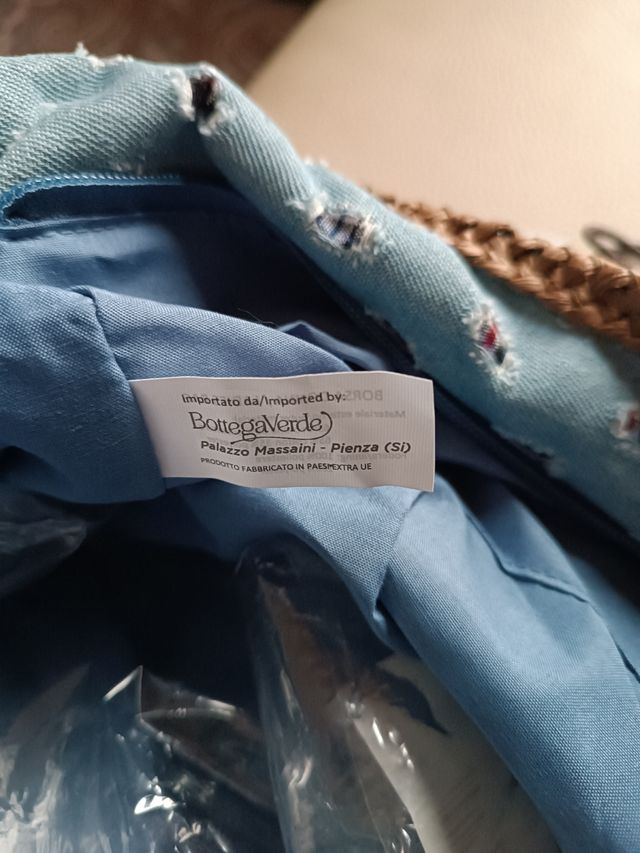 Importato da/Imported by:
BottegaVerde
Palazzo Massaini - Pienza (Si)
PRODOTTO FABBRICATO IN PAESI EXTRA UE